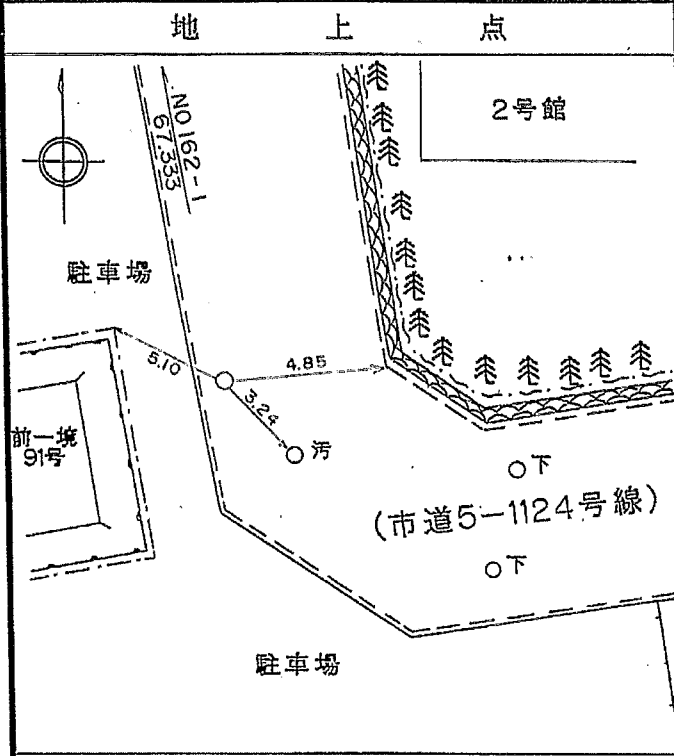 地上点
2号館
NO162-1
67.333
駐車場
5.10
4.85
3.24
前一境
91号
汚
下
(市道5-1124号線)
下
駐車場